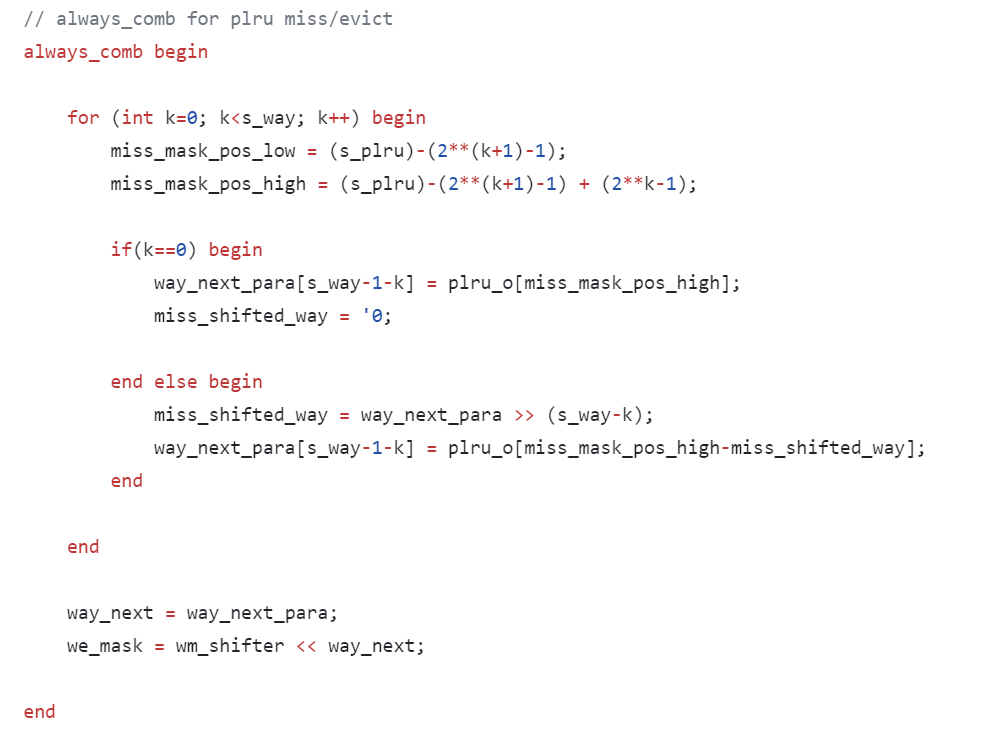 // always_comb for plru miss/evict
always_comb begin
for (int k=0; k<s_way; k++) begin
miss_mask_pos_low = (s_plru)-(2**(k+1)-1);
miss_mask_pos_high = (s_plru)-(2**(k+1)-1) + (2**k-1);
if(k==0) begin
way_next_para[s_way-1-k] = plru_o[miss_mask_pos_high];
miss_shifted_way = '0;
end else begin
miss_shifted_way = way_next_para >> (s_way-k);
way_next_para[s_way-1-k] = plru_o[miss_mask_pos_high-miss_shifted_way];
end
end
way_next = way_next_para;
we_mask = wm_shifter << way_next;
end